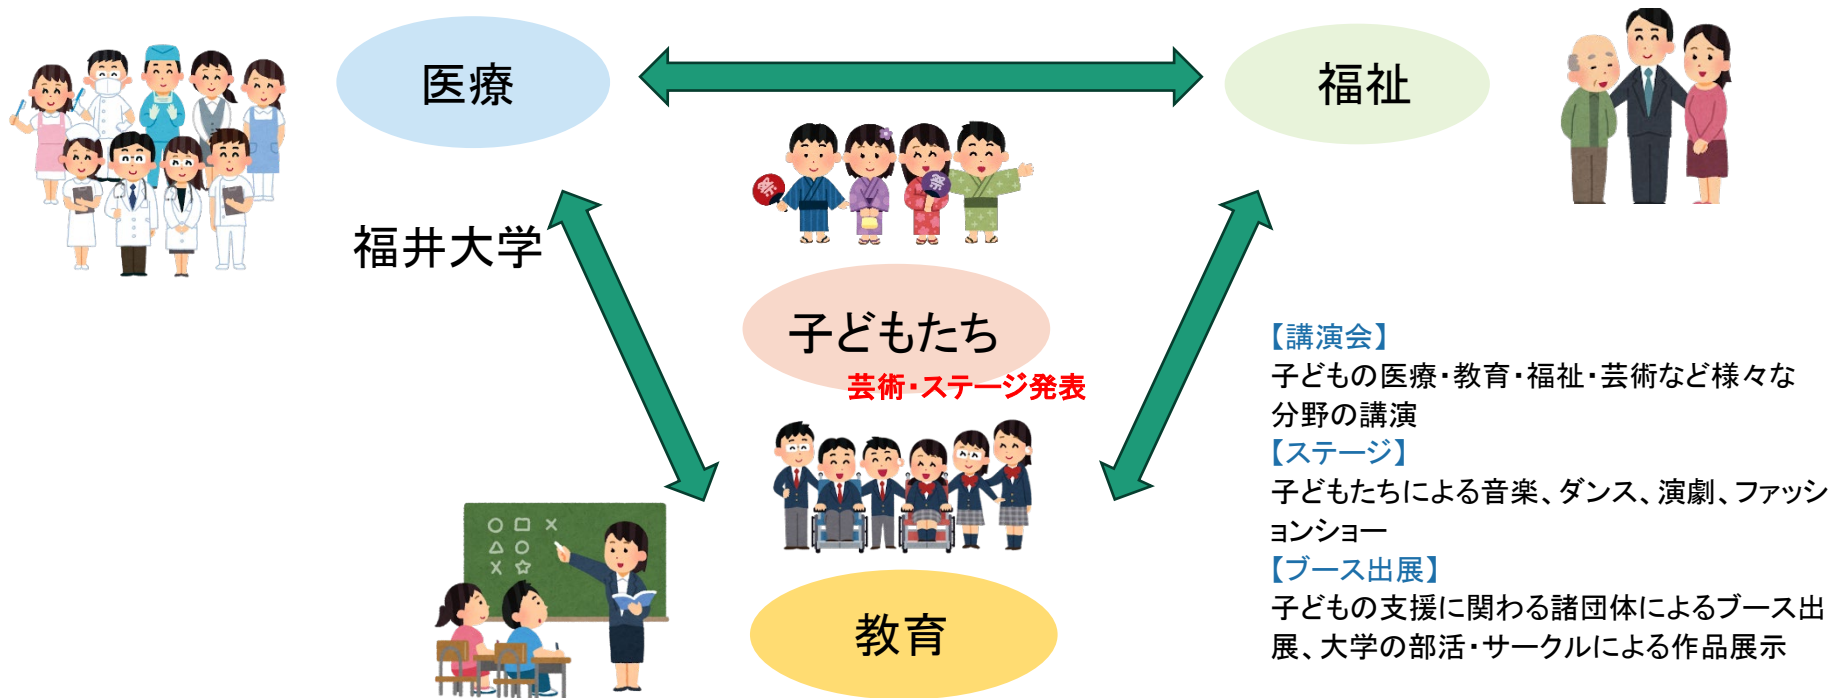 医療
福祉
祭
祭
福井大学
子どもたち
芸術・ステージ発表
【講演会】
子どもの医療・教育・福祉・芸術など様々な
分野の講演
【ステージ】
子どもたちによる音楽、ダンス、演劇、ファッシ
ョンショー
【ブース出展】
子どもの支援に関わる諸団体によるブース出
展、大学の部活・サークルによる作品展示
教育